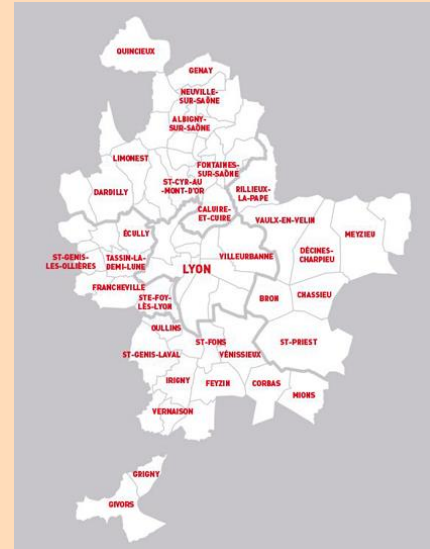 QUINCIEUX
GENAY
NEUVILLE-
SUR-SAÔNE
ALBIGNY-
SUR-SAÔNE
LIMONEST
FONTAINES-
SUR-SAÔNE
ST-CYR-AU
-MONT-D'OR
DARDILLY
RILLIEUX-
LA-PAPE
CALUIRE-
ET-CUIRE
VAULX-EN-VELIN
MEYZIEU
ÉCULLY
DÉCINES-
CHARPIEU
ST-GENIS-
LES-OLLIÈRES
TASSIN-LA-
DEMI-LUNE
VILLEURBANNE
LYON
FRANCHEVILLE
BRON
CHASSIEU
STE-FOY-
LÈS-LYON
OULLINS
ST-FONS
ST-PRIEST
ST-GENIS-LAVAL
VÉNISSIEUX
IRIGNY
FEYZIN
CORBAS
MIONS
VERNAISON
GRIGNY
GIVORS